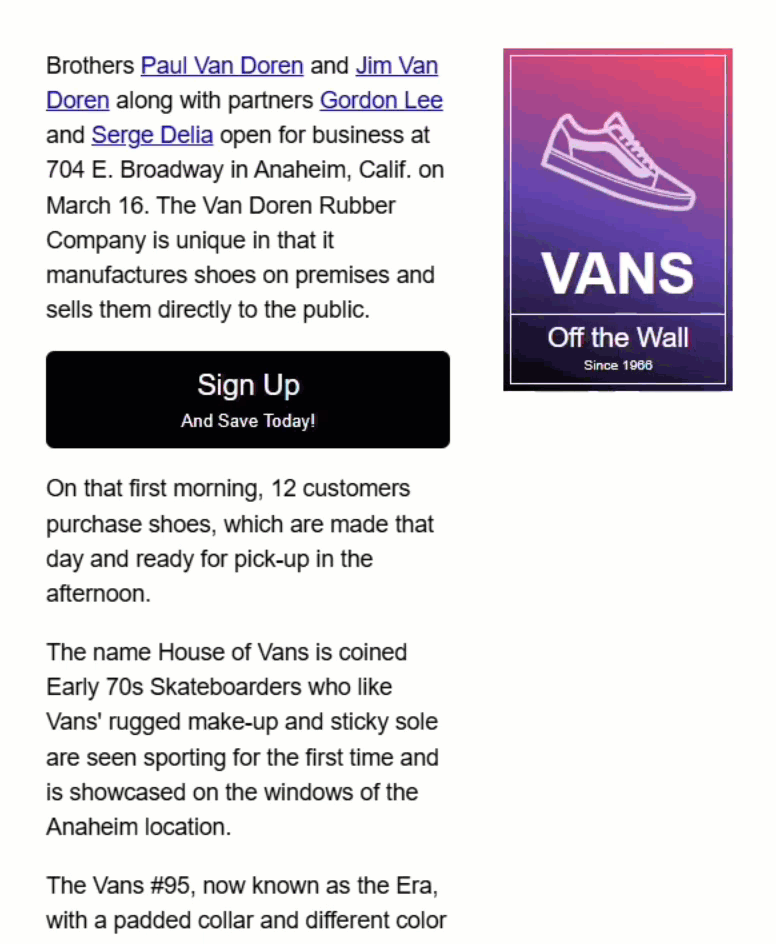 Brothers Paul Van Doren and Jim Van
Doren along with partners Gordon Lee
and Serge Delia open for business at
704 E. Broadway in Anaheim, Calif. on
March 16. The Van Doren Rubber
Company is unique in that it
manufactures shoes on premises and
sells them directly to the public.
Sign Up
And Save Today!
On that first morning, 12 customers
purchase shoes, which are made that
day and ready for pick-up in the
afternoon.
The name House of Vans is coined
Early 70s Skateboarders who like
Vans' rugged make-up and sticky sole
are seen sporting for the first time and
is showcased on the windows of the
Anaheim location.
The Vans #95, now known as the Era,
with a padded collar and different color
VANS
Off the Wall
Since 1966